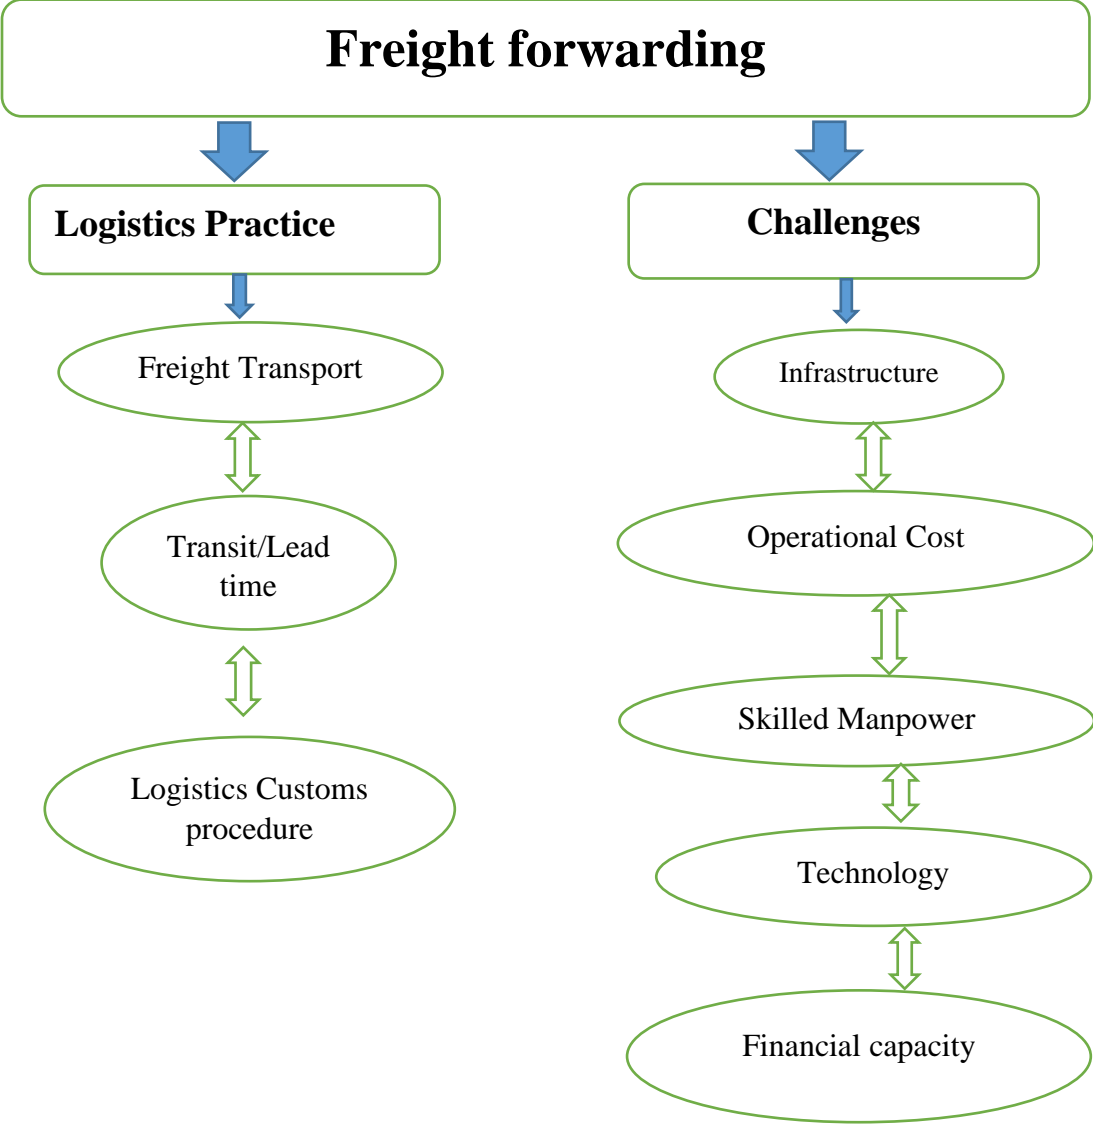 Freight forwarding
Logistics Practice
Freight Transport
Transit/Lead
time
Logistics Customs
procedure
Challenges
Infrastructure
Operational Cost
Skilled Manpower
Technology
Financial capacity